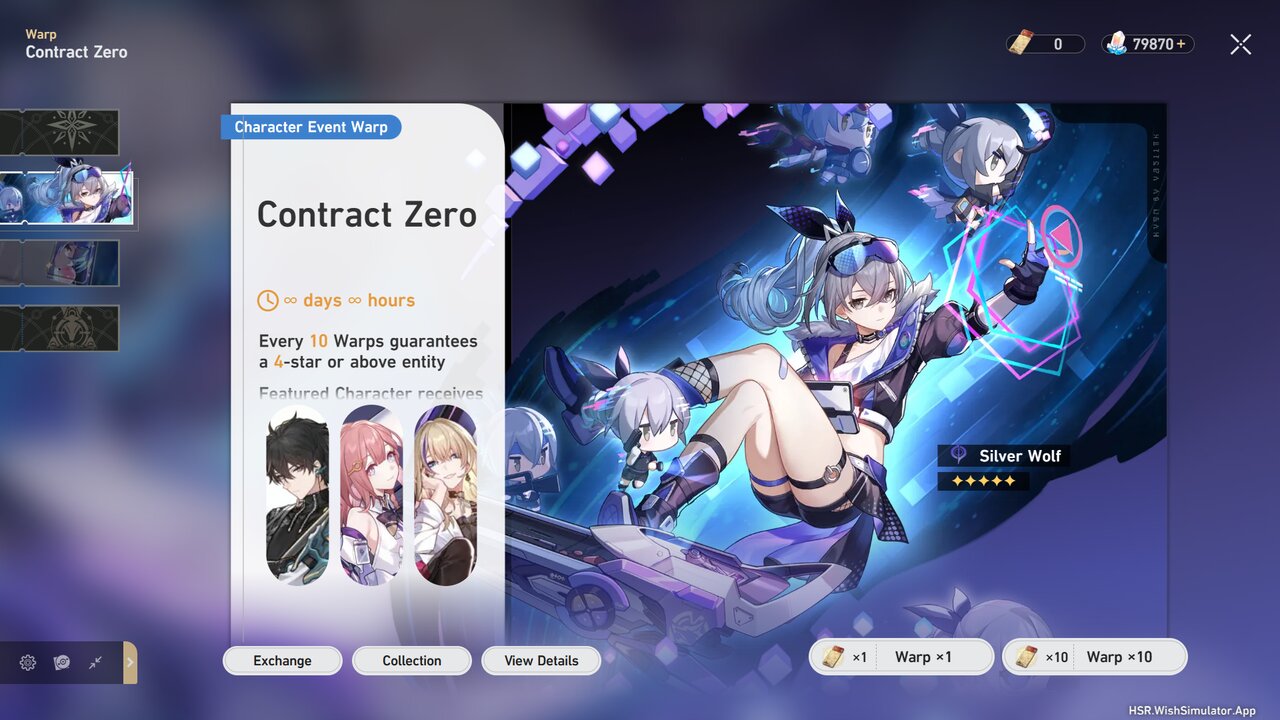 Warp
Contract Zero
0
79870 +
Character Event Warp
Contract Zero
∞ days ∞ hours
Every 10 Warps guarantees
a 4-star or above entity
Featured Character receives
Silver Wolf
Exchange
Collection
View Details
×1
Warp ×1
×10
Warp ×10
HSR.WishSimulator.App